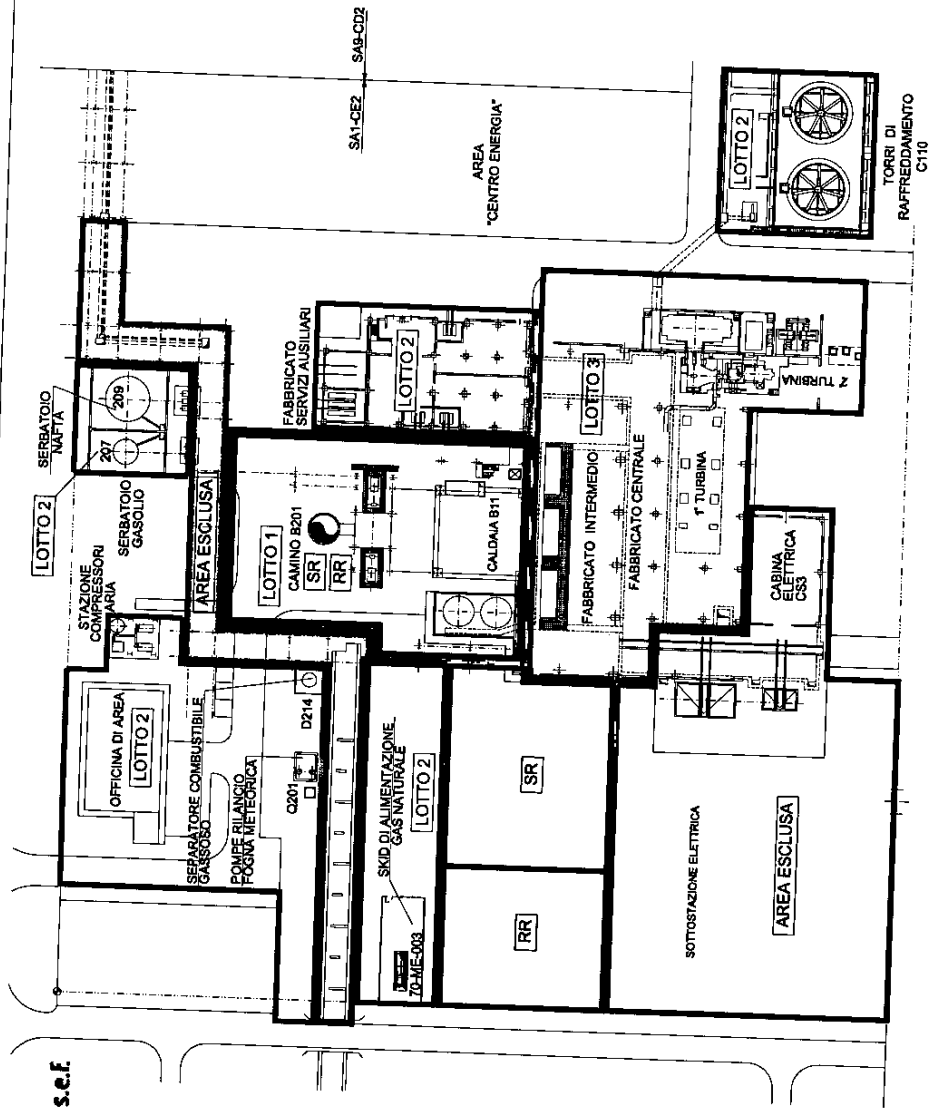 s.e.f.
SA1-CE2
SA9-CD2
AREA
"CENTRO ENERGIA"
LOTTO 2
TORRI DI
RAFFREDDAMENTO
C110
SERBATOIO
NAFTA
209
207
LOTTO 2
SERBATOIO
GASOLIO
AREA ESCLUSA
STAZIONE
COMPRESSORI
ARIA
FABBRICATO
SERVIZI AUSILIARI
LOTTO 2
LOTTO 1
CAMINO B201
SR
RR
CALDAIA B11
LOTTO 3
FABBRICATO INTERMEDIO
FABBRICATO CENTRALE
1° TURBINA
2° TURBINA
CABINA
ELETTRICA
CS3
OFFICINA DI AREA
LOTTO 2
SEPARATORE COMBUSTIBILE
GASSOSO
POMPE RILANCIO
FOGNA METEORICA
D214
Q201
SKID DI ALIMENTAZIONE
GAS NATURALE
LOTTO 2
70-ME-003
SR
RR
SOTTOSTAZIONE ELETTRICA
AREA ESCLUSA